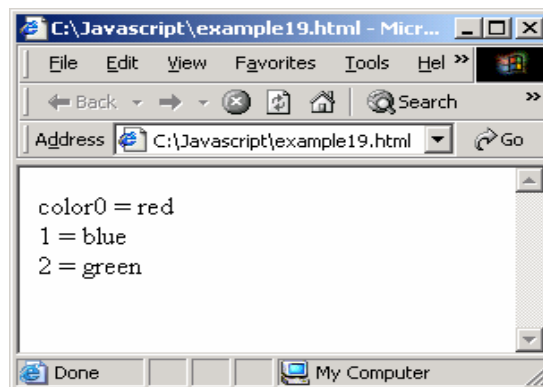 C:\Javascript\example19.html - Micr...
File Edit View Favorites Tools Hel »
Back Search »
Address C:\Javascript\example19.html Go
color0 = red
1 = blue
2 = green
Done My Computer